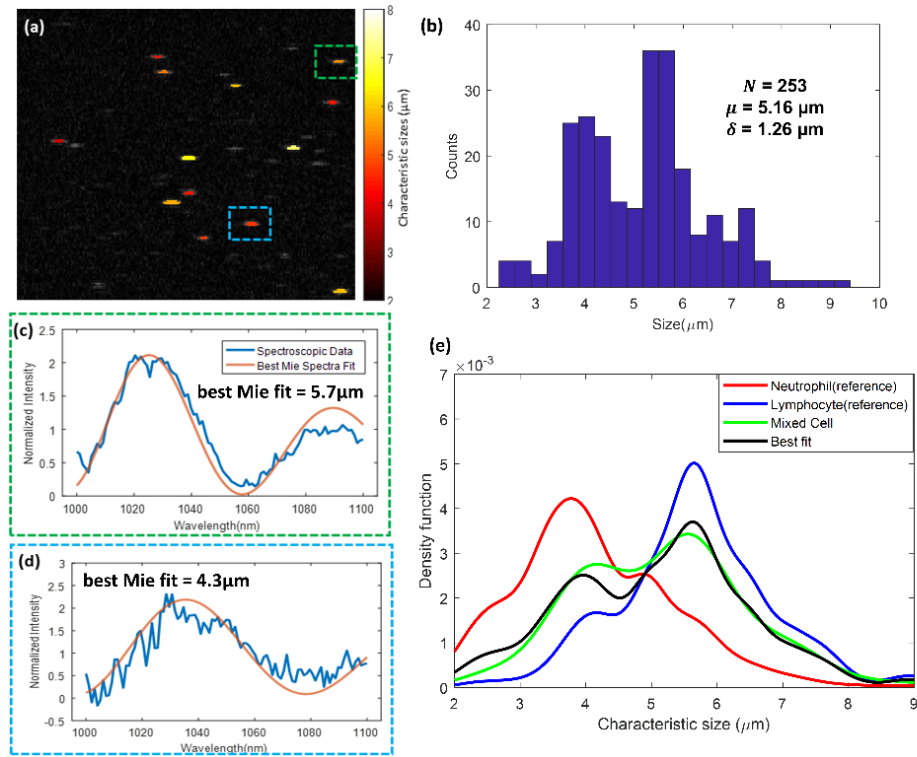 (a)
8
7
6
5
4
3
2
Characteristic sizes (μm)
(b)
40
30
20
10
0
Counts
N = 253
μ = 5.16 μm
δ = 1.26 μm
2 3 4 5 6 7 8 9 10
Size(μm)
(c)
2.5
2
1.5
1
0.5
0
Normalized Intensity
Spectroscopic Data
Best Mie Spectra Fit
best Mie fit = 5.7μm
1000 1020 1040 1060 1080 1100
Wavelength(nm)
(d)
3
2.5
2
1.5
1
0.5
0
-0.5
Normalized Intensity
best Mie fit = 4.3μm
1000 1020 1040 1060 1080 1100
Wavelength(nm)
(e)
×10⁻³
7
6
5
4
3
2
1
0
Density function
Neutrophil(reference)
Lymphocyte(reference)
Mixed Cell
Best fit
2 3 4 5 6 7 8 9
Characteristic size (μm)